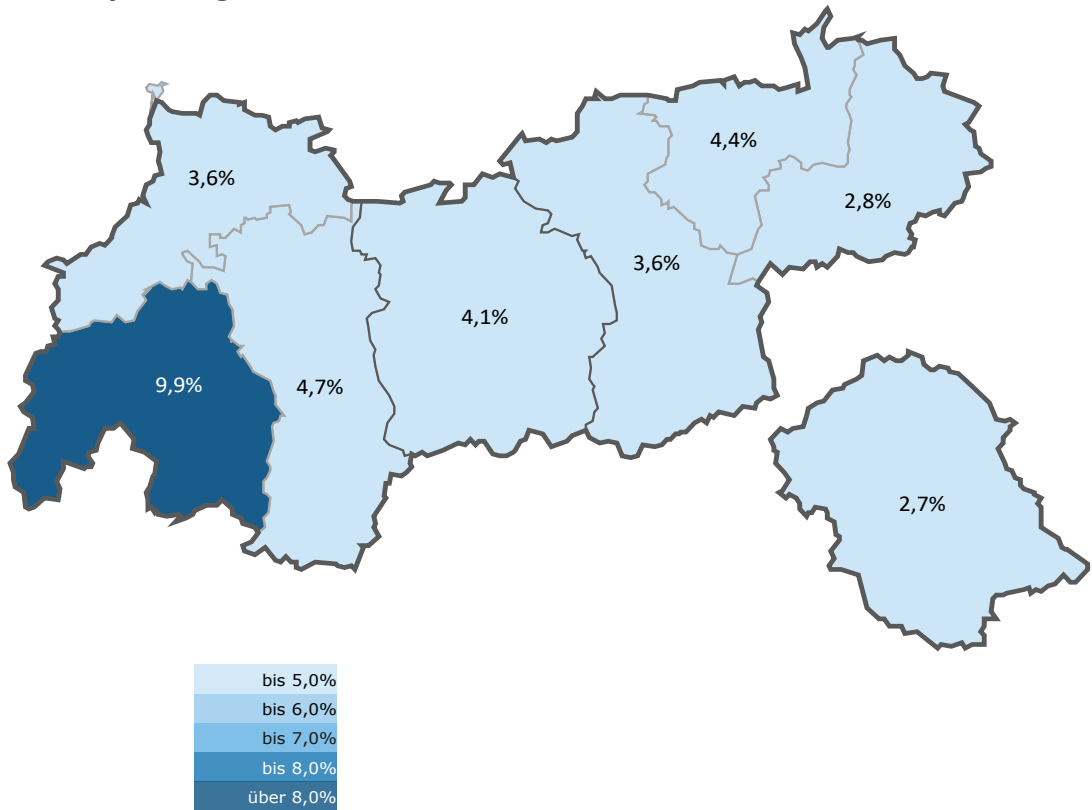 4,4%
3,6%
2,8%
3,6%
4,1%
9,9%
4,7%
2,7%
bis 5,0%
bis 6,0%
bis 7,0%
bis 8,0%
über 8,0%